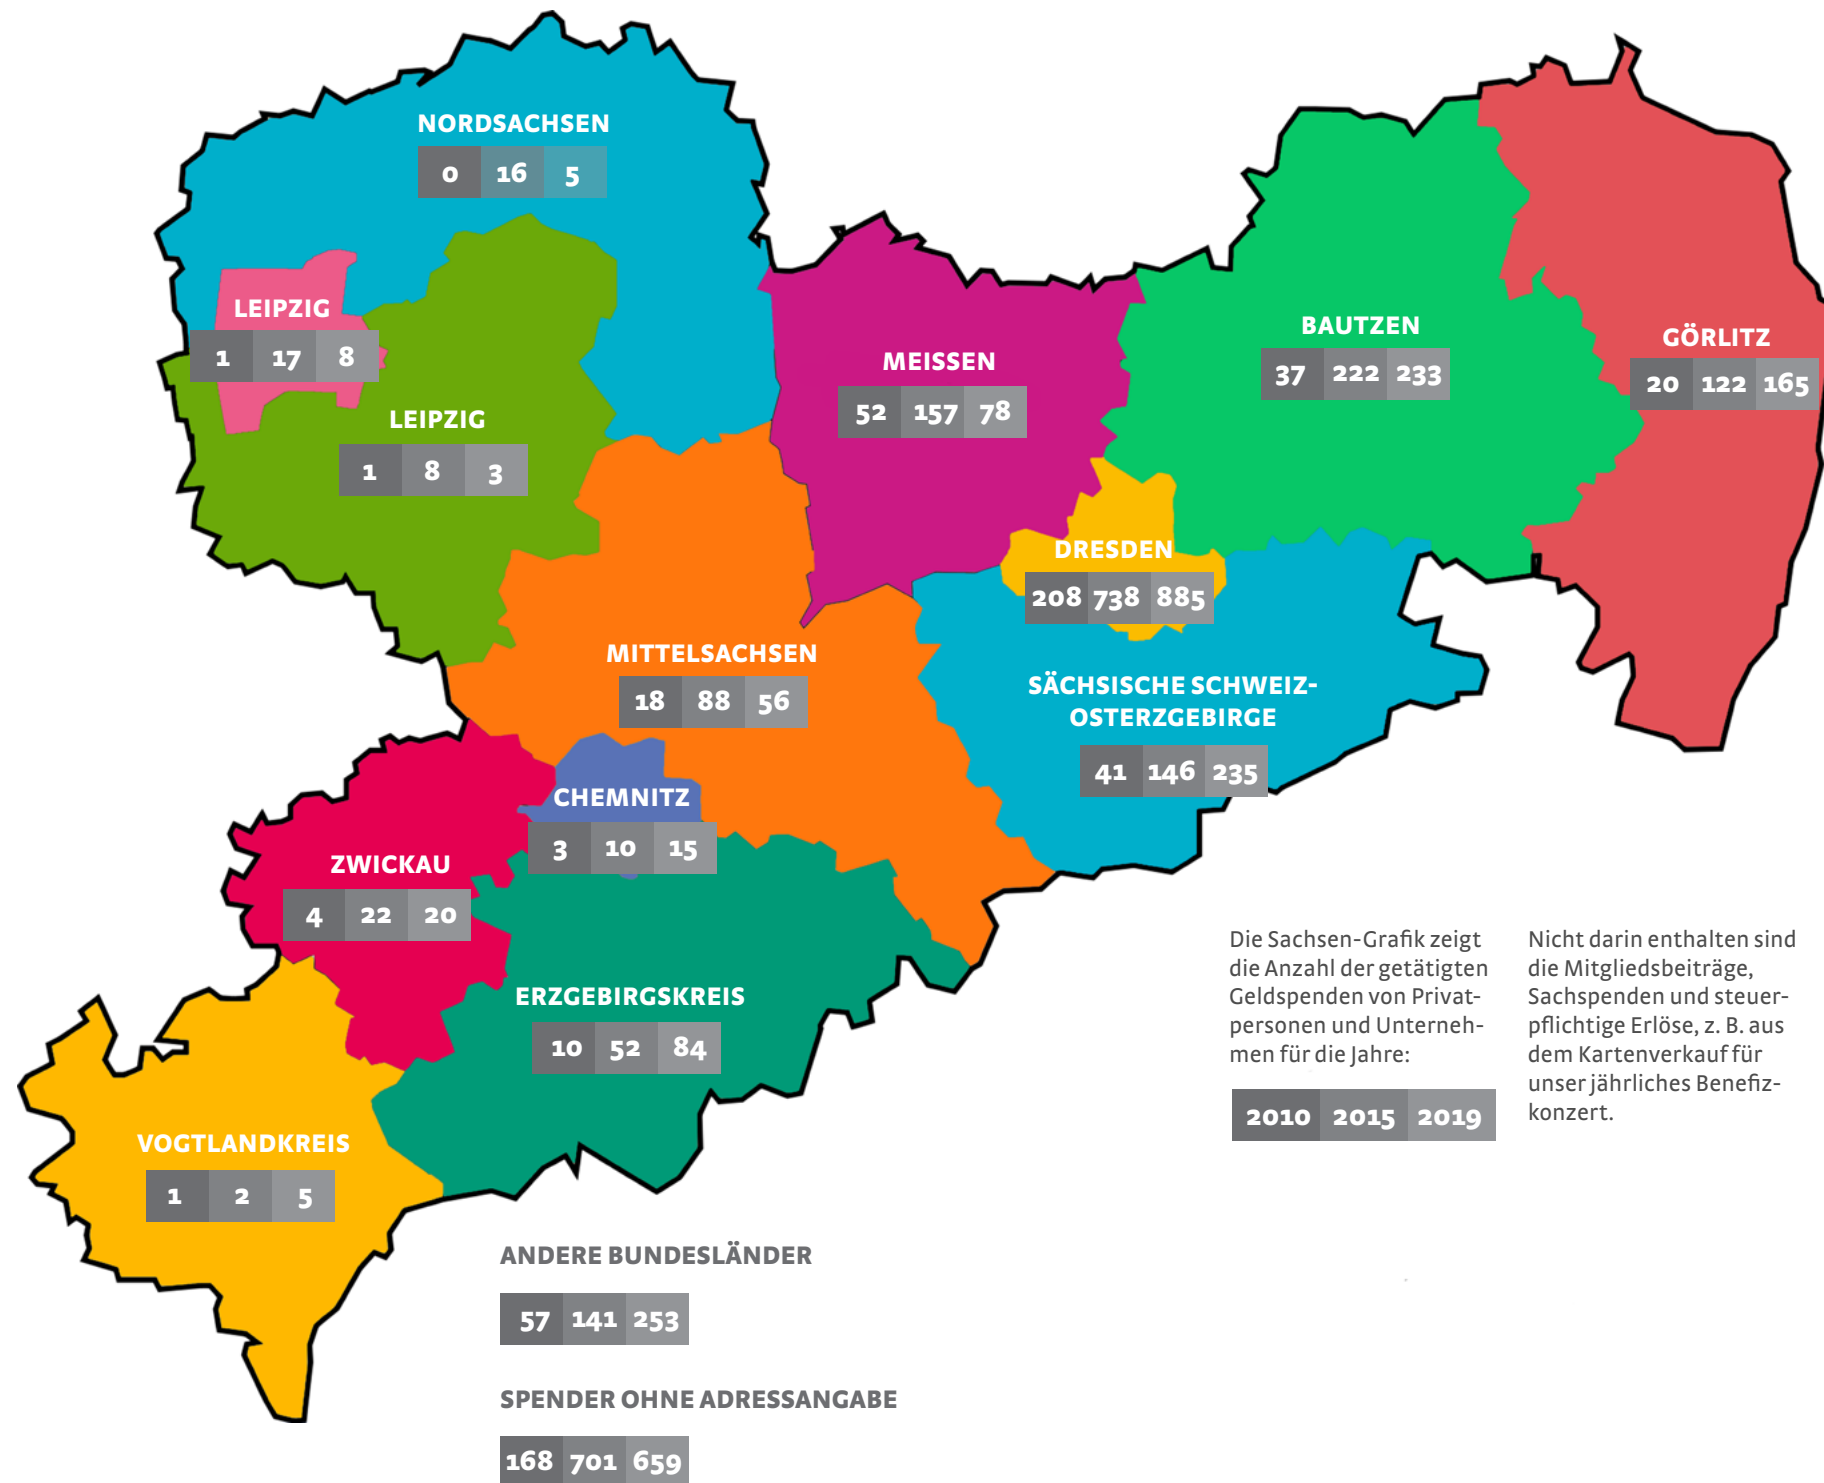 NORDSACHSEN
0 16 5
LEIPZIG
1 17 8
LEIPZIG
1 8 3
MEISSEN
52 157 78
BAUTZEN
37 222 233
GÖRLITZ
20 122 165
DRESDEN
208 738 885
MITTELSACHSEN
18 88 56
SÄCHSISCHE SCHWEIZ-
OSTERZGEBIRGE
41 146 235
CHEMNITZ
3 10 15
ZWICKAU
4 22 20
ERZGEBIRGSKREIS
10 52 84
VOGTLANDKREIS
1 2 5
ANDERE BUNDESLÄNDER
57 141 253
SPENDER OHNE ADRESSANGABE
168 701 659
Die Sachsen-Grafik zeigt
die Anzahl der getätigten
Geldspenden von Privat-
personen und Unterneh-
men für die Jahre:
2010 2015 2019
Nicht darin enthalten sind
die Mitgliedsbeiträge,
Sachspenden und steuer-
pflichtige Erlöse, z. B. aus
dem Kartenverkauf für
unser jährliches Benefiz-
konzert.